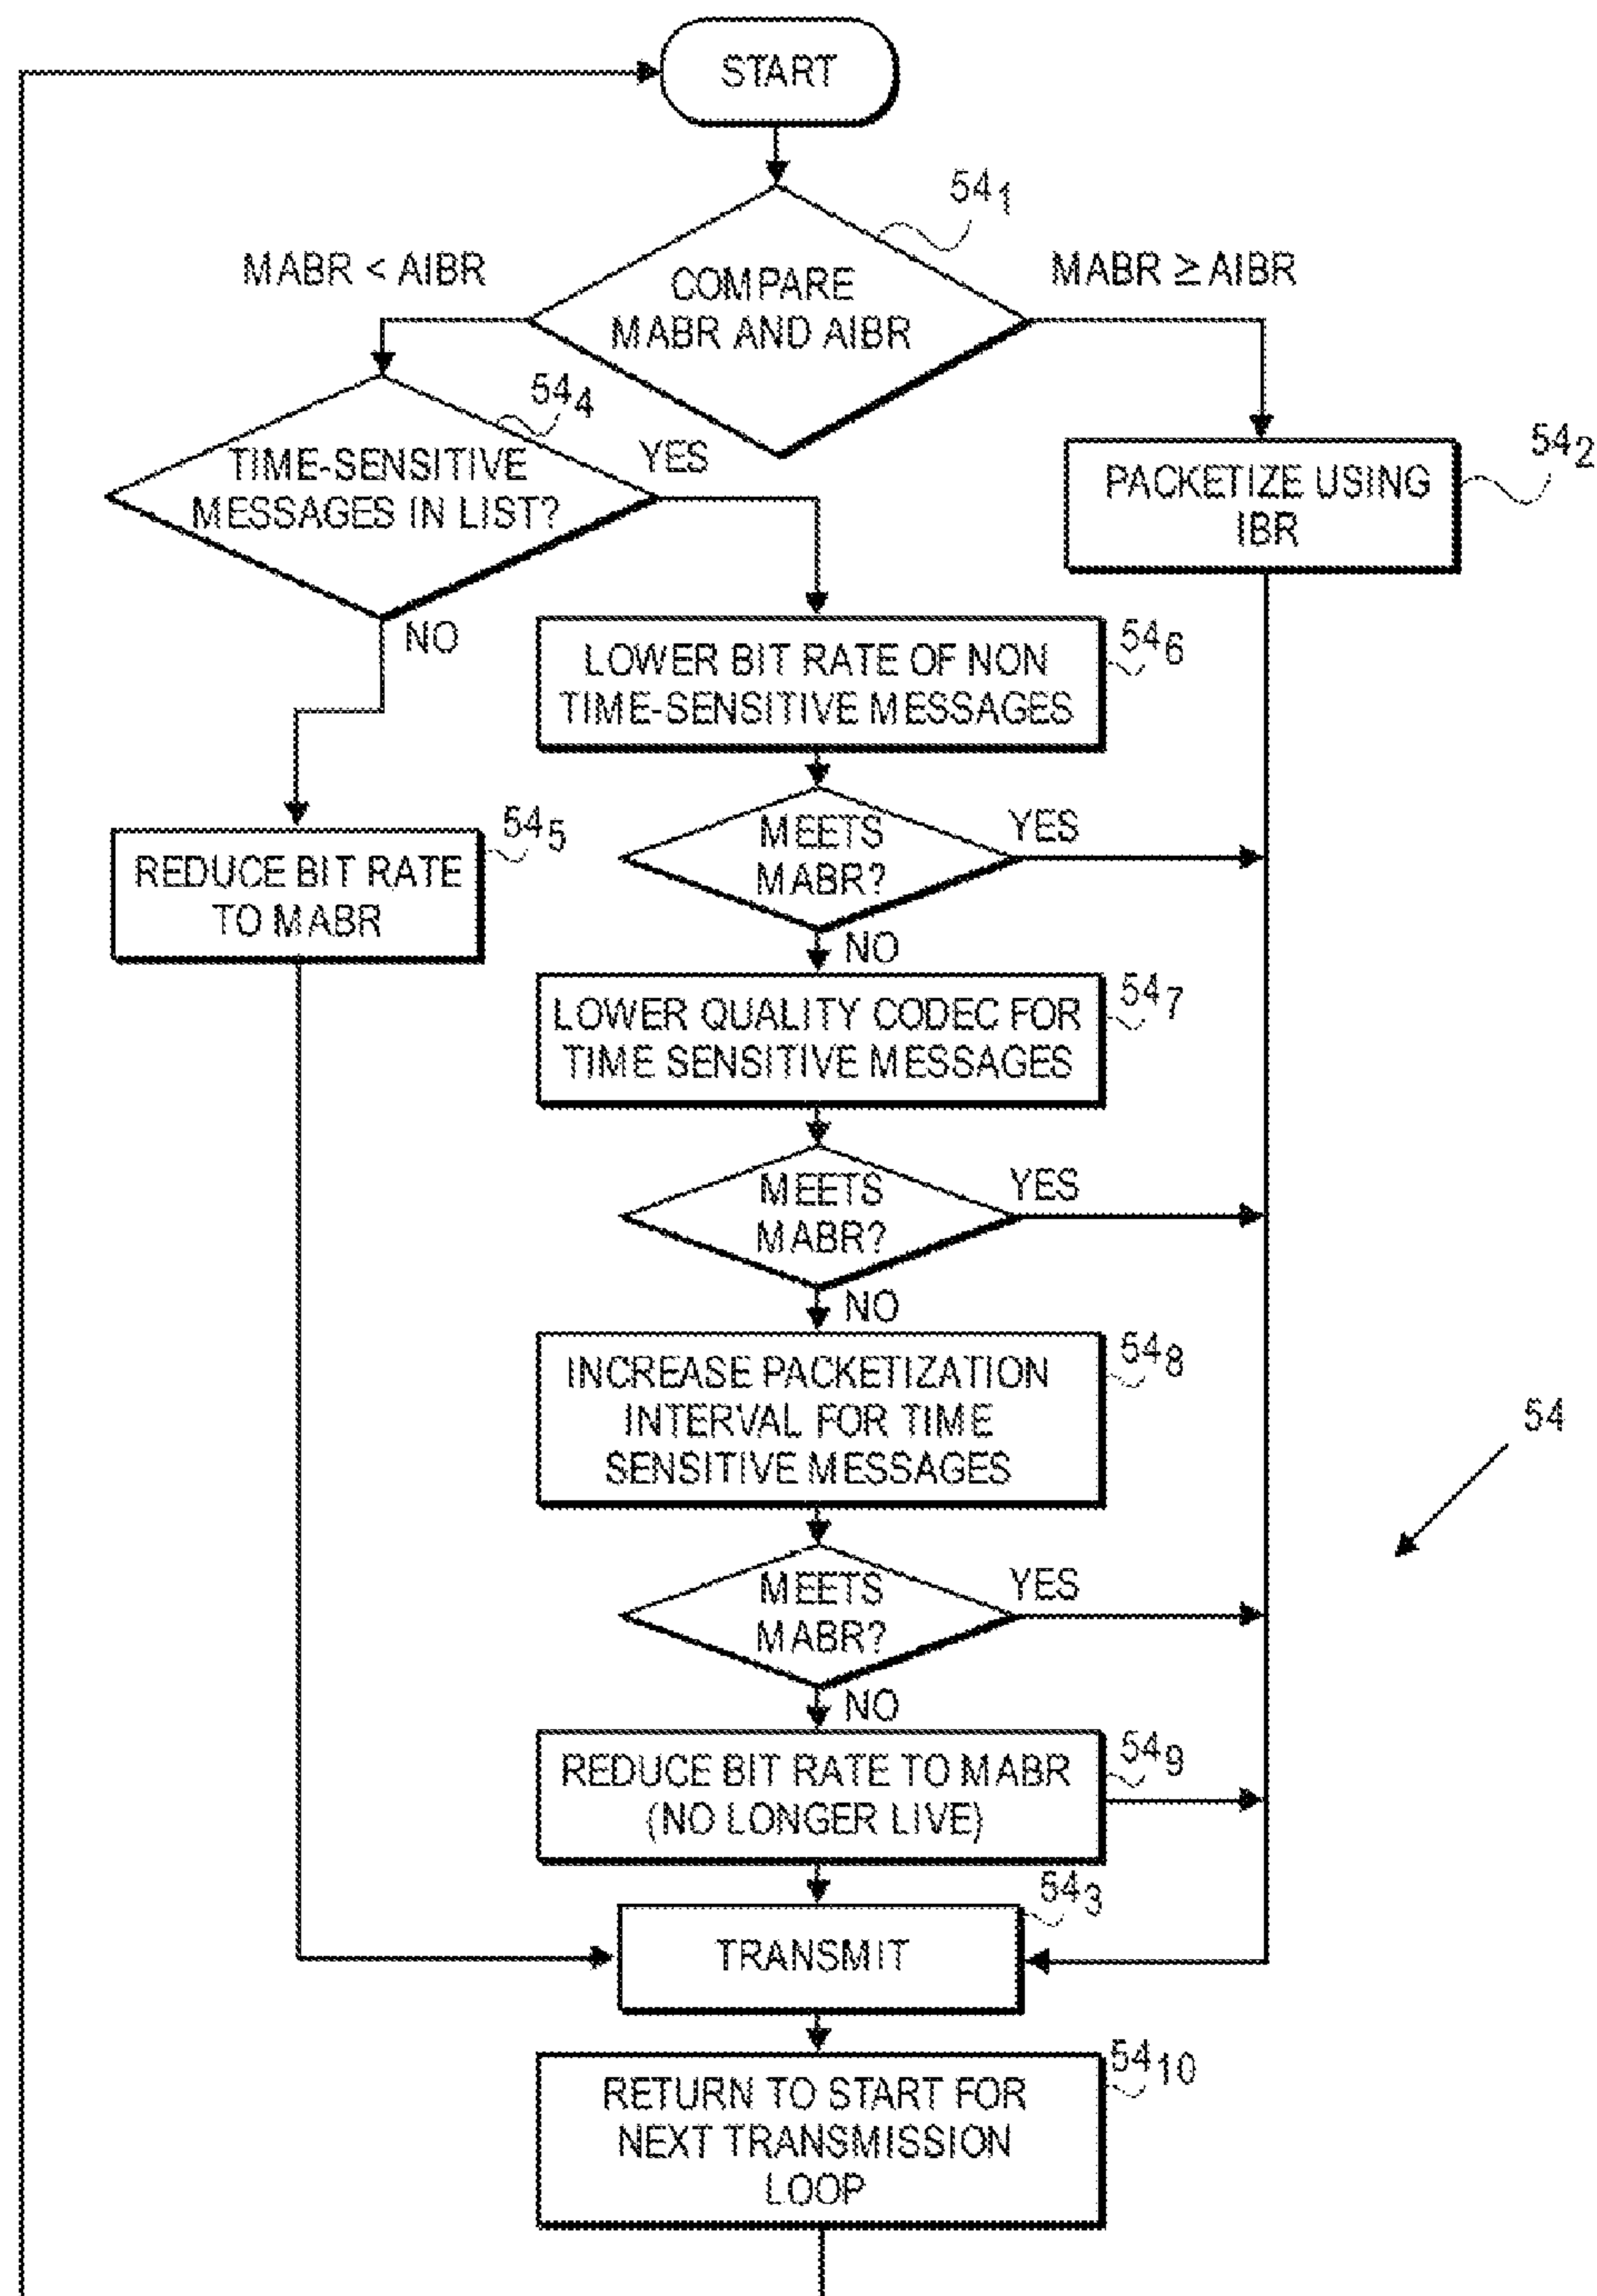 START
54₁
MABR < AIBR
MABR ≥ AIBR
COMPARE
MABR AND AIBR
54₄
TIME-SENSITIVE
MESSAGES IN LIST?
YES
NO
54₂
PACKETIZE USING
IBR
54₆
LOWER BIT RATE OF NON
TIME-SENSITIVE MESSAGES
54₅
REDUCE BIT RATE
TO MABR
MEETS
MABR?
YES
NO
54₇
LOWER QUALITY CODEC FOR
TIME SENSITIVE MESSAGES
MEETS
MABR?
YES
NO
54₈
INCREASE PACKETIZATION
INTERVAL FOR TIME
SENSITIVE MESSAGES
54
MEETS
MABR?
YES
NO
54₉
REDUCE BIT RATE TO MABR
(NO LONGER LIVE)
54₃
TRANSMIT
54₁₀
RETURN TO START FOR
NEXT TRANSMISSION
LOOP